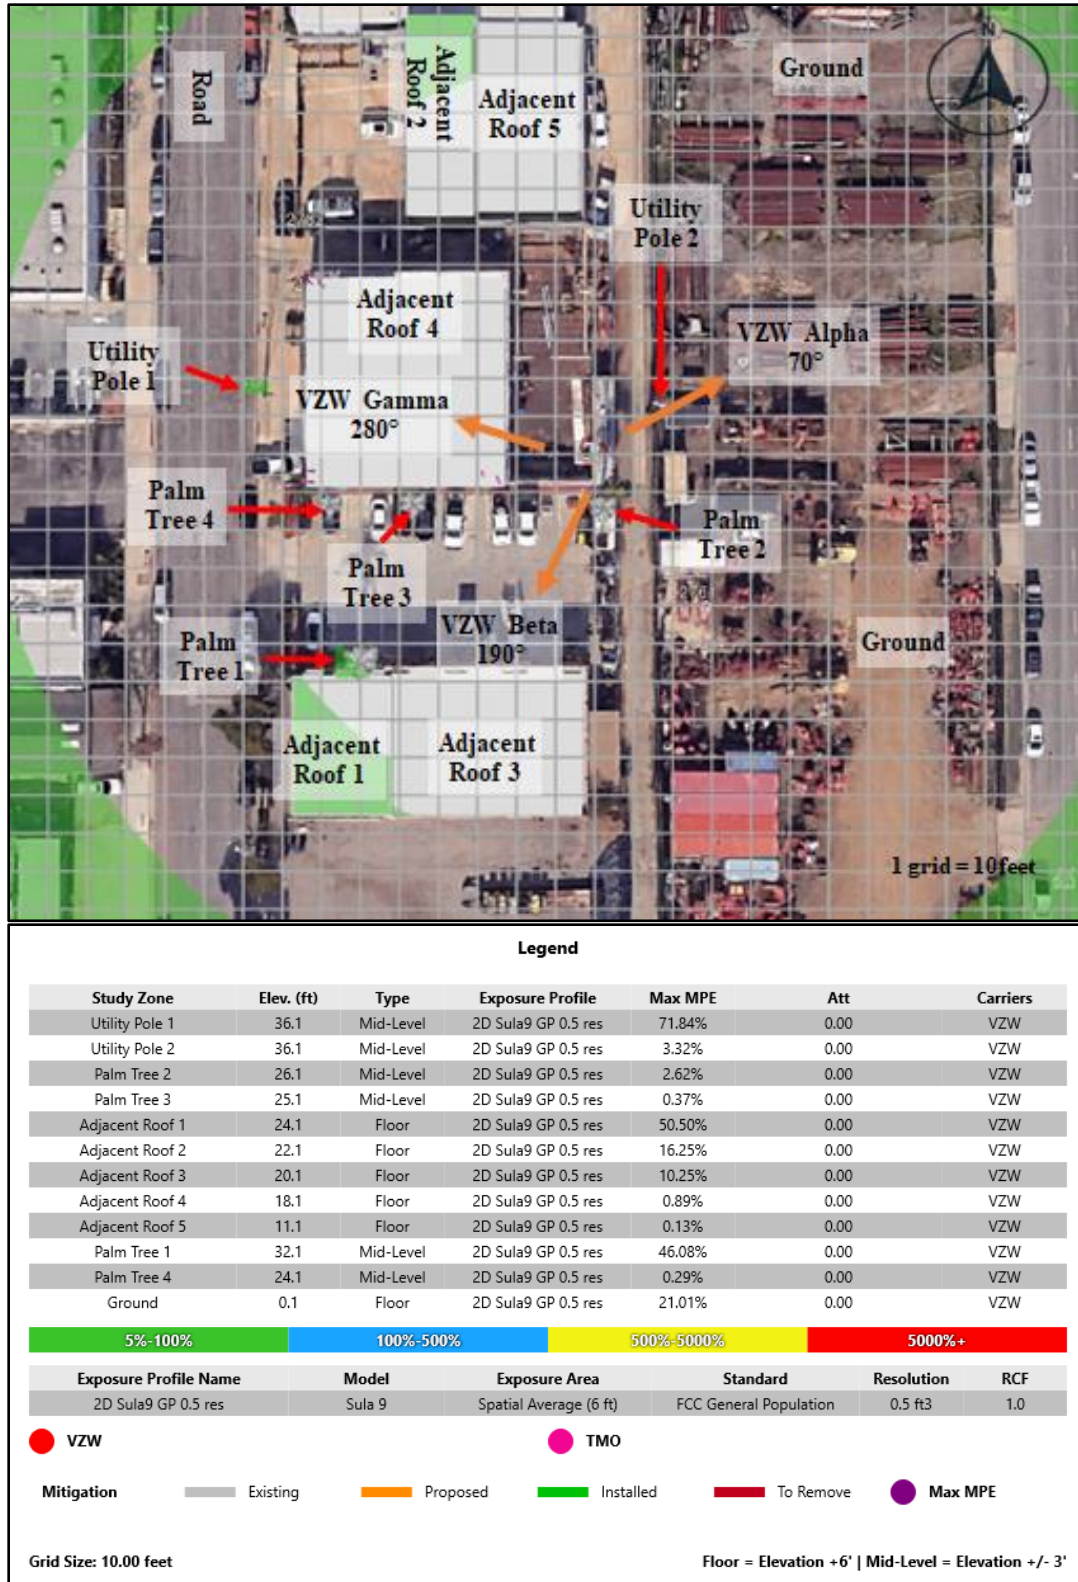 N
Road
Adjacent
Roof 2
Adjacent
Roof 5
Ground
Utility
Pole 2
Adjacent
Roof 4
VZW Alpha
70°
Utility
Pole 1
VZW Gamma
280°
Palm
Tree 4
Palm
Tree 3
Palm
Tree 2
VZW Beta
190°
Palm
Tree 1
Ground
Adjacent
Roof 1
Adjacent
Roof 3
1 grid = 10feet
Legend
Study Zone Elev. (ft) Type Exposure Profile Max MPE Att Carriers
Utility Pole 1 36.1 Mid-Level 2D Sula9 GP 0.5 res 71.84% 0.00 VZW
Utility Pole 2 36.1 Mid-Level 2D Sula9 GP 0.5 res 3.32% 0.00 VZW
Palm Tree 2 26.1 Mid-Level 2D Sula9 GP 0.5 res 2.62% 0.00 VZW
Palm Tree 3 25.1 Mid-Level 2D Sula9 GP 0.5 res 0.37% 0.00 VZW
Adjacent Roof 1 24.1 Floor 2D Sula9 GP 0.5 res 50.50% 0.00 VZW
Adjacent Roof 2 22.1 Floor 2D Sula9 GP 0.5 res 16.25% 0.00 VZW
Adjacent Roof 3 20.1 Floor 2D Sula9 GP 0.5 res 10.25% 0.00 VZW
Adjacent Roof 4 18.1 Floor 2D Sula9 GP 0.5 res 0.89% 0.00 VZW
Adjacent Roof 5 11.1 Floor 2D Sula9 GP 0.5 res 0.13% 0.00 VZW
Palm Tree 1 32.1 Mid-Level 2D Sula9 GP 0.5 res 46.08% 0.00 VZW
Palm Tree 4 24.1 Mid-Level 2D Sula9 GP 0.5 res 0.29% 0.00 VZW
Ground 0.1 Floor 2D Sula9 GP 0.5 res 21.01% 0.00 VZW
5%-100% 100%-500% 500%-5000% 5000%+
Exposure Profile Name Model Exposure Area Standard Resolution RCF
2D Sula9 GP 0.5 res Sula 9 Spatial Average (6 ft) FCC General Population 0.5 ft3 1.0
VZW TMO
Mitigation Existing Proposed Installed To Remove Max MPE
Grid Size: 10.00 feet Floor = Elevation +6' | Mid-Level = Elevation +/- 3'